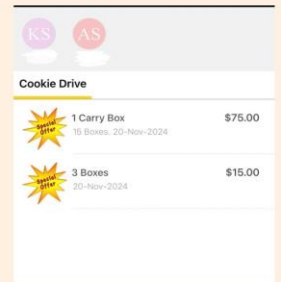 KS AS
Cookie Drive
Special Offer
1 Carry Box $75.00
15 Boxes. 20-Nov-2024
Special Offer
3 Boxes $15.00
20-Nov-2024